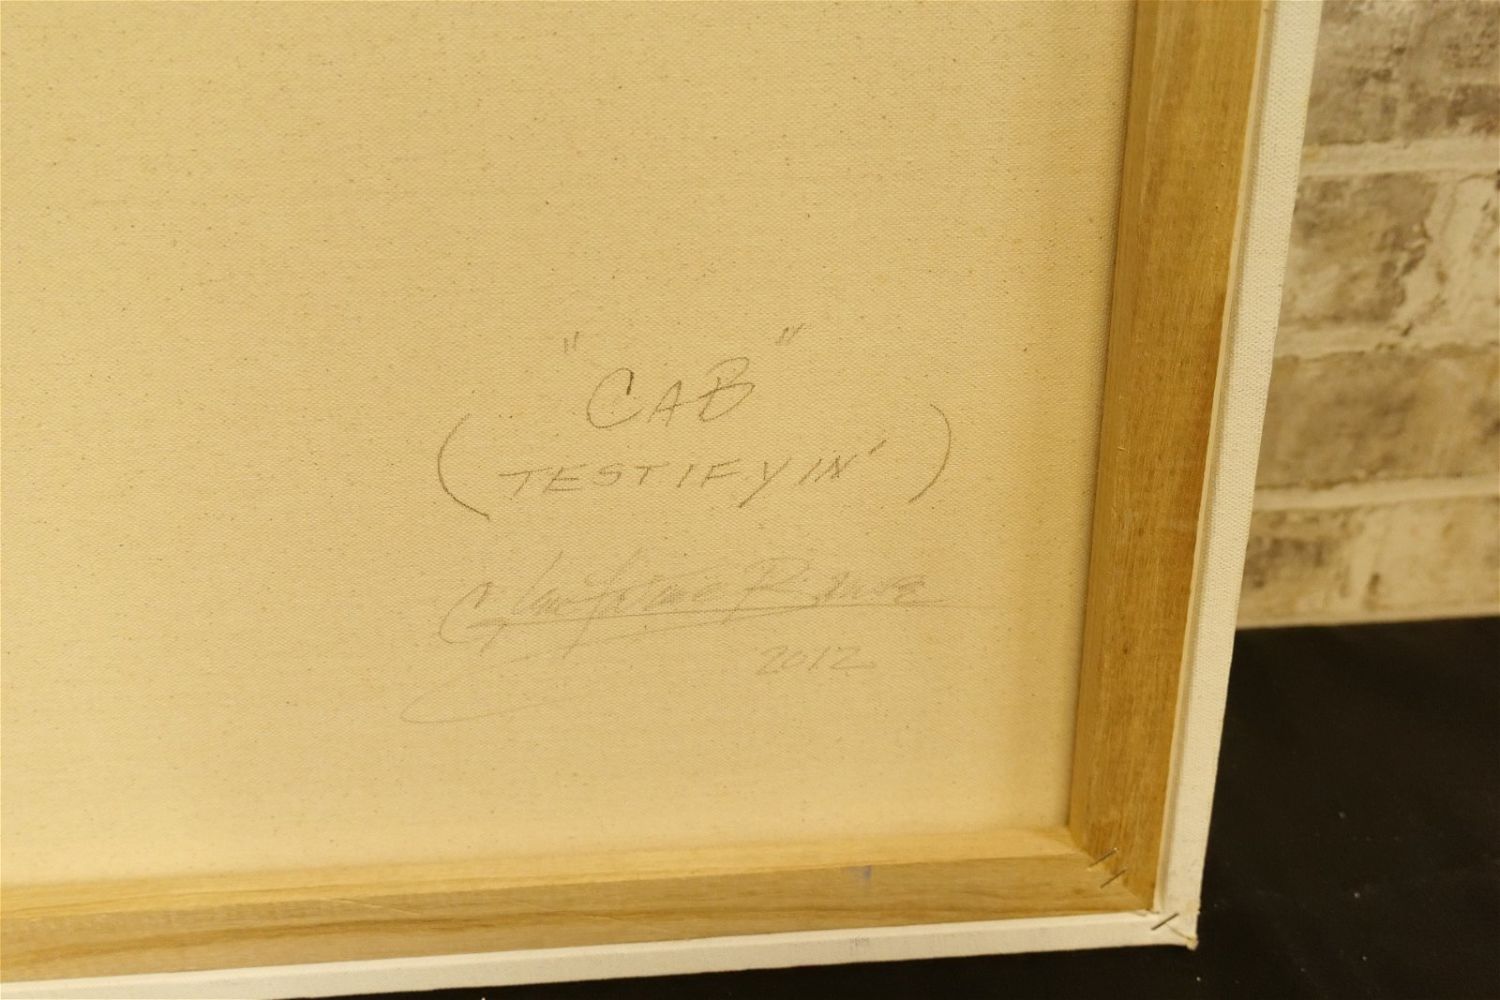 "CAB"
(TESTIFYIN')
2012